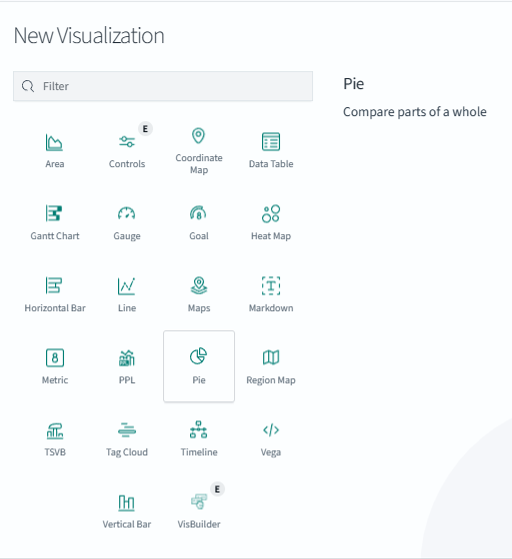 New Visualization
Filter
Pie
Compare parts of a whole
E
Area
Controls
Coordinate
Map
Data Table
Gantt Chart
Gauge
8
Goal
Heat Map
Horizontal Bar
Line
Maps
T
Markdown
8
Metric
PPL
Pie
Region Map
TSVB
Tag Cloud
Timeline
</>
Vega
E
Vertical Bar
VisBuilder